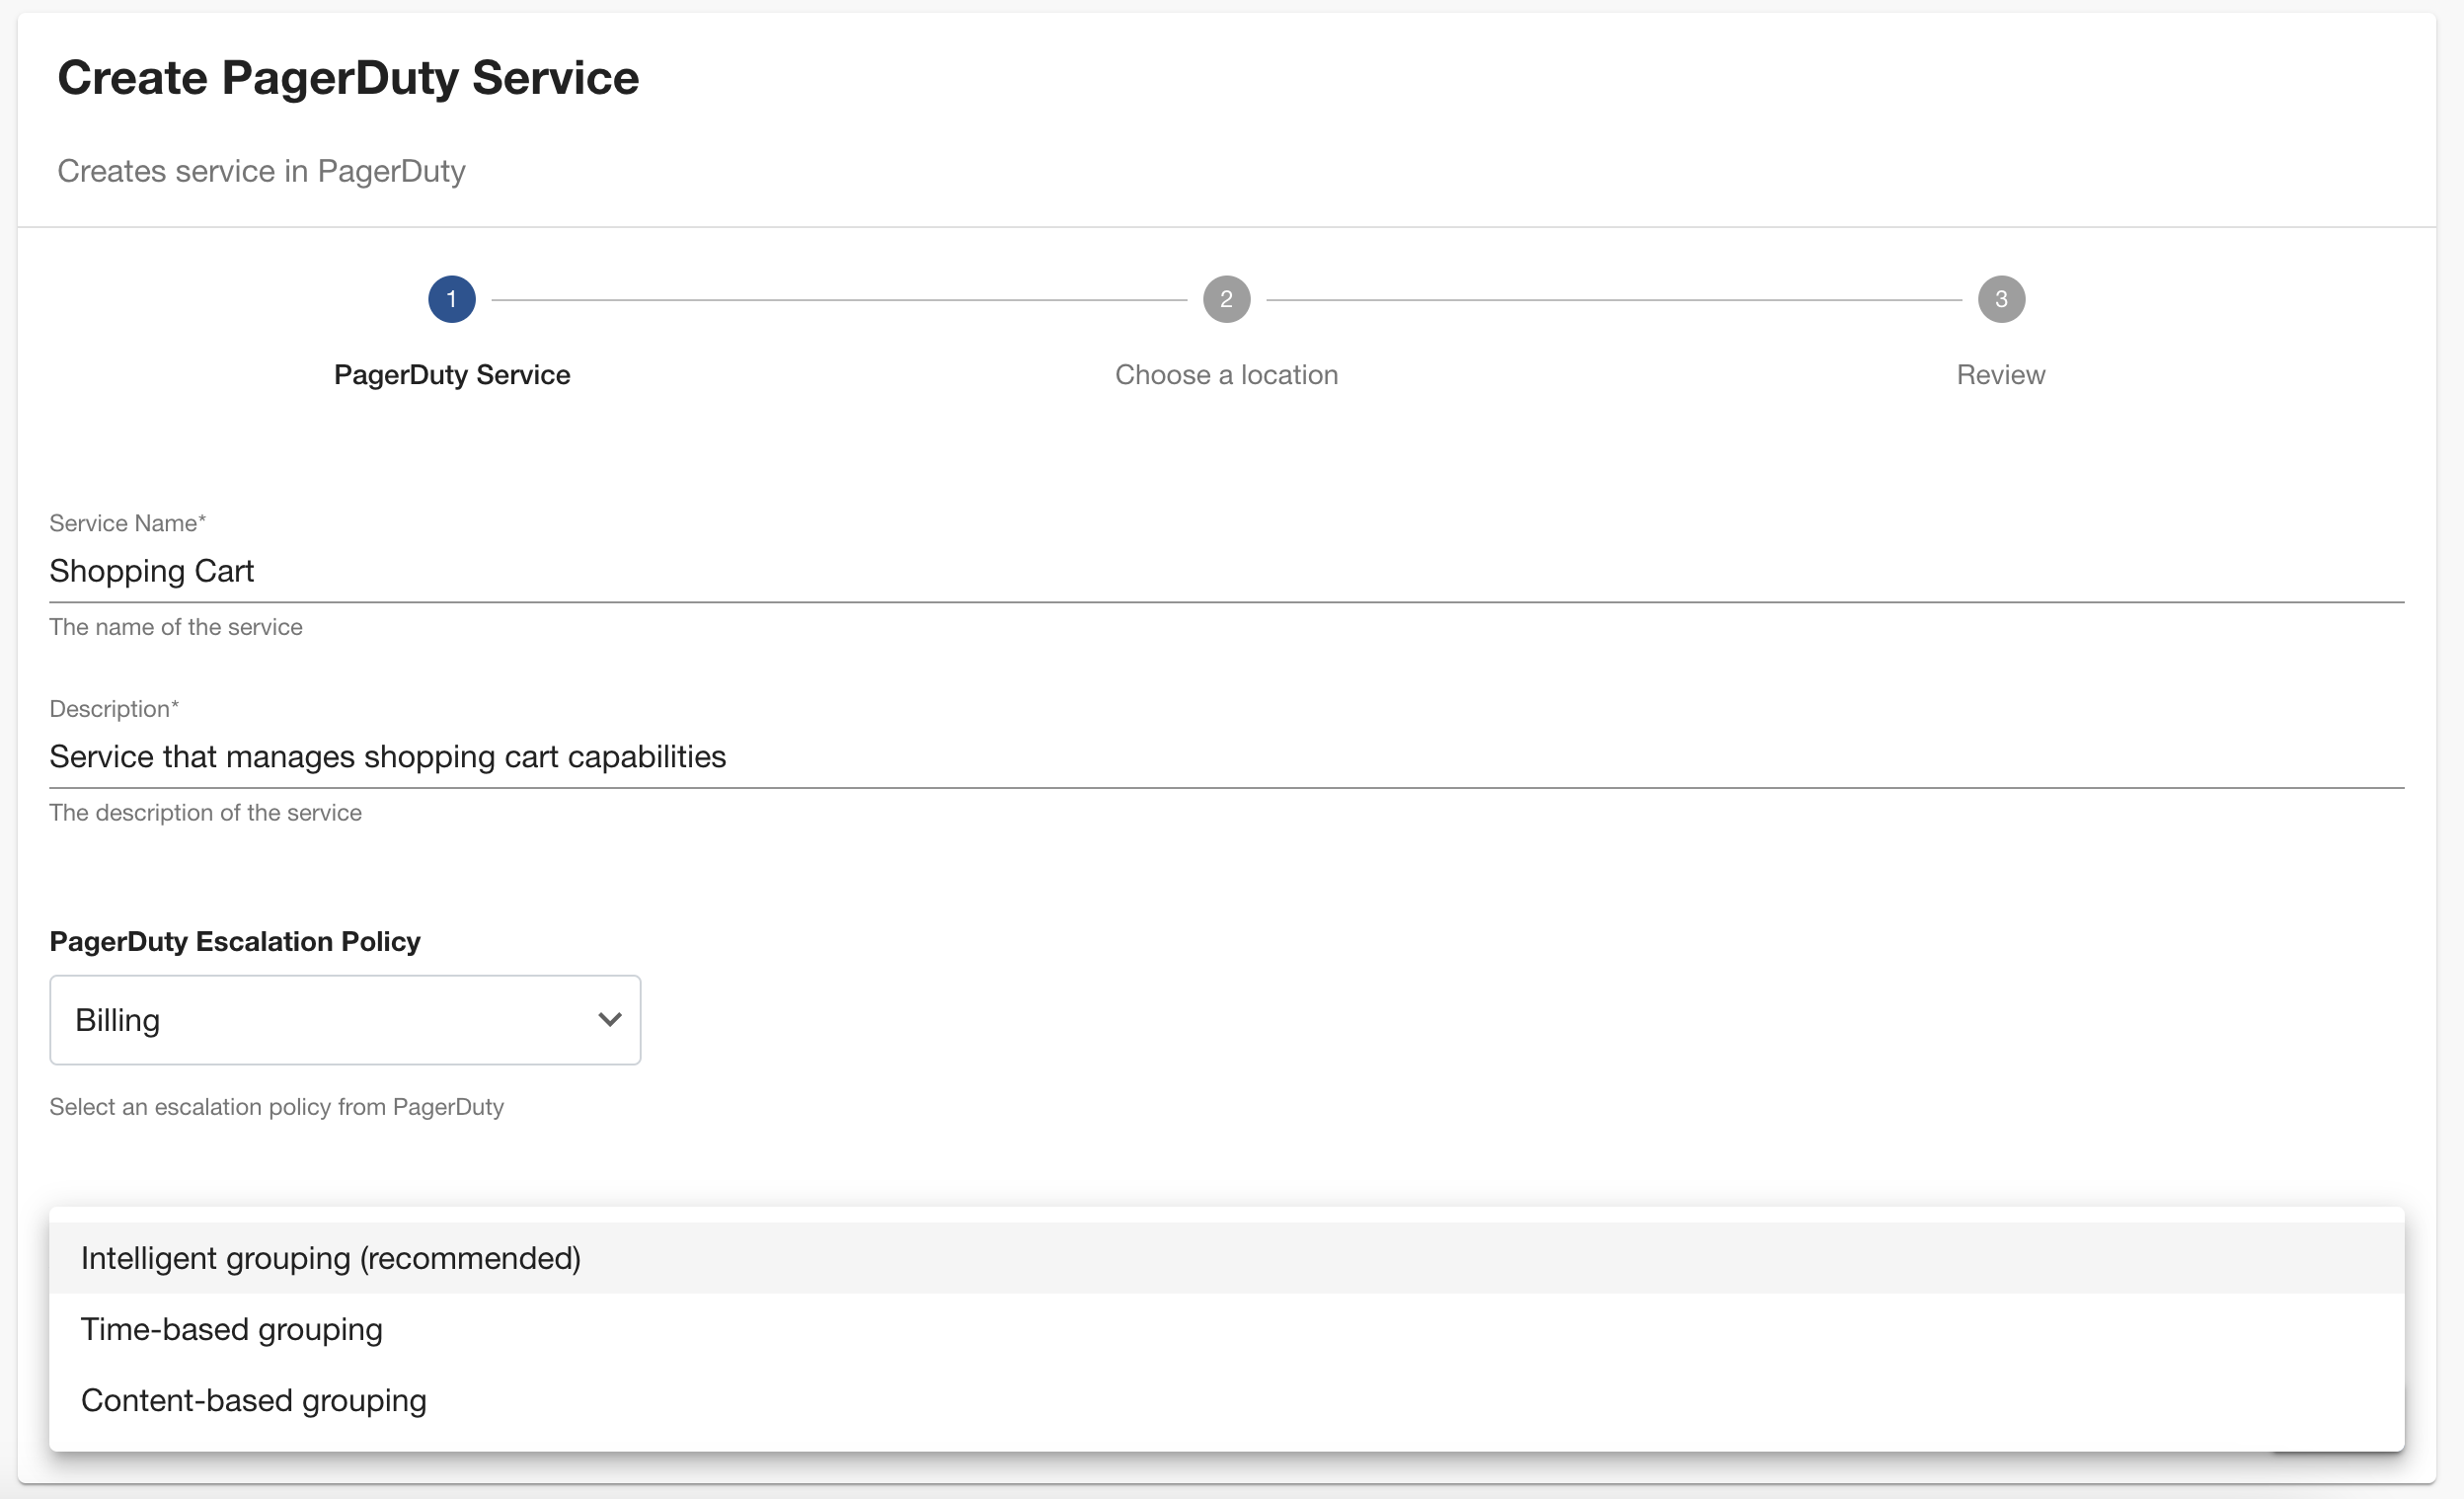 Create PagerDuty Service
Creates service in PagerDuty
1
2
3
PagerDuty Service
Choose a location
Review
Service Name*
Shopping Cart
The name of the service
Description*
Service that manages shopping cart capabilities
The description of the service
PagerDuty Escalation Policy
Billing
Select an escalation policy from PagerDuty
Intelligent grouping (recommended)
Time-based grouping
Content-based grouping